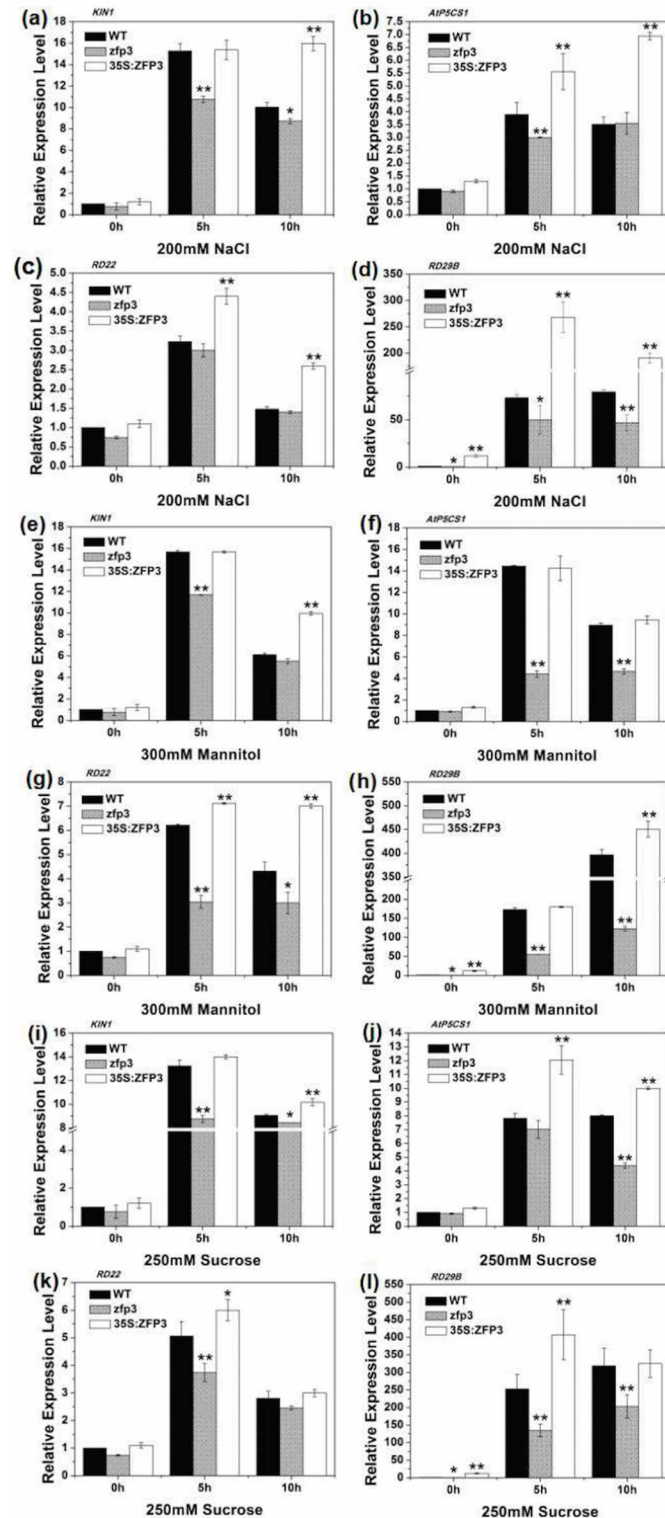 (a) KIN1
WT
zfp3
35S:ZFP3
Relative Expression Level
16
14
12
10
8
6
4
2
0
** * **
0h 5h 10h
200mM NaCl
(b) AtP5CS1
WT
zfp3
35S:ZFP3
Relative Expression Level
7.5
7.0
6.5
6.0
5.5
5.0
4.5
4.0
3.5
3.0
2.5
2.0
1.5
1.0
0.5
0.0
** ** **
0h 5h 10h
200mM NaCl
(c) RD22
WT
zfp3
35S:ZFP3
Relative Expression Level
5.0
4.5
4.0
3.5
3.0
2.5
2.0
1.5
1.0
0.5
0.0
** **
0h 5h 10h
200mM NaCl
(d) RD29B
WT
zfp3
35S:ZFP3
Relative Expression Level
350
300
250
200
50
0
* ** * ** ** **
0h 5h 10h
200mM NaCl
(e) KIN1
WT
zfp3
35S:ZFP3
Relative Expression Level
18
16
14
12
10
8
6
4
2
0
** **
0h 5h 10h
300mM Mannitol
(f) AtP5CS1
WT
zfp3
35S:ZFP3
Relative Expression Level
18
16
14
12
10
8
6
4
2
0
** **
0h 5h 10h
300mM Mannitol
(g) RD22
WT
zfp3
35S:ZFP3
Relative Expression Level
8
7
6
5
4
3
2
1
0
** ** * **
0h 5h 10h
300mM Mannitol
(h) RD29B
WT
zfp3
35S:ZFP3
Relative Expression Level
500
450
400
350
200
150
100
50
0
* ** ** ** **
0h 5h 10h
300mM Mannitol
(i) KIN1
WT
zfp3
35S:ZFP3
Relative Expression Level
16
14
12
10
8
4
2
0
** * **
0h 5h 10h
250mM Sucrose
(j) AtP5CS1
WT
zfp3
35S:ZFP3
Relative Expression Level
14
13
12
11
10
9
8
7
6
5
4
3
2
1
0
** ** **
0h 5h 10h
250mM Sucrose
(k) RD22
WT
zfp3
35S:ZFP3
Relative Expression Level
7
6
5
4
3
2
1
0
** *
0h 5h 10h
250mM Sucrose
(l) RD29B
WT
zfp3
35S:ZFP3
Relative Expression Level
500
450
400
350
300
250
200
150
100
50
0
* ** ** ** **
0h 5h 10h
250mM Sucrose